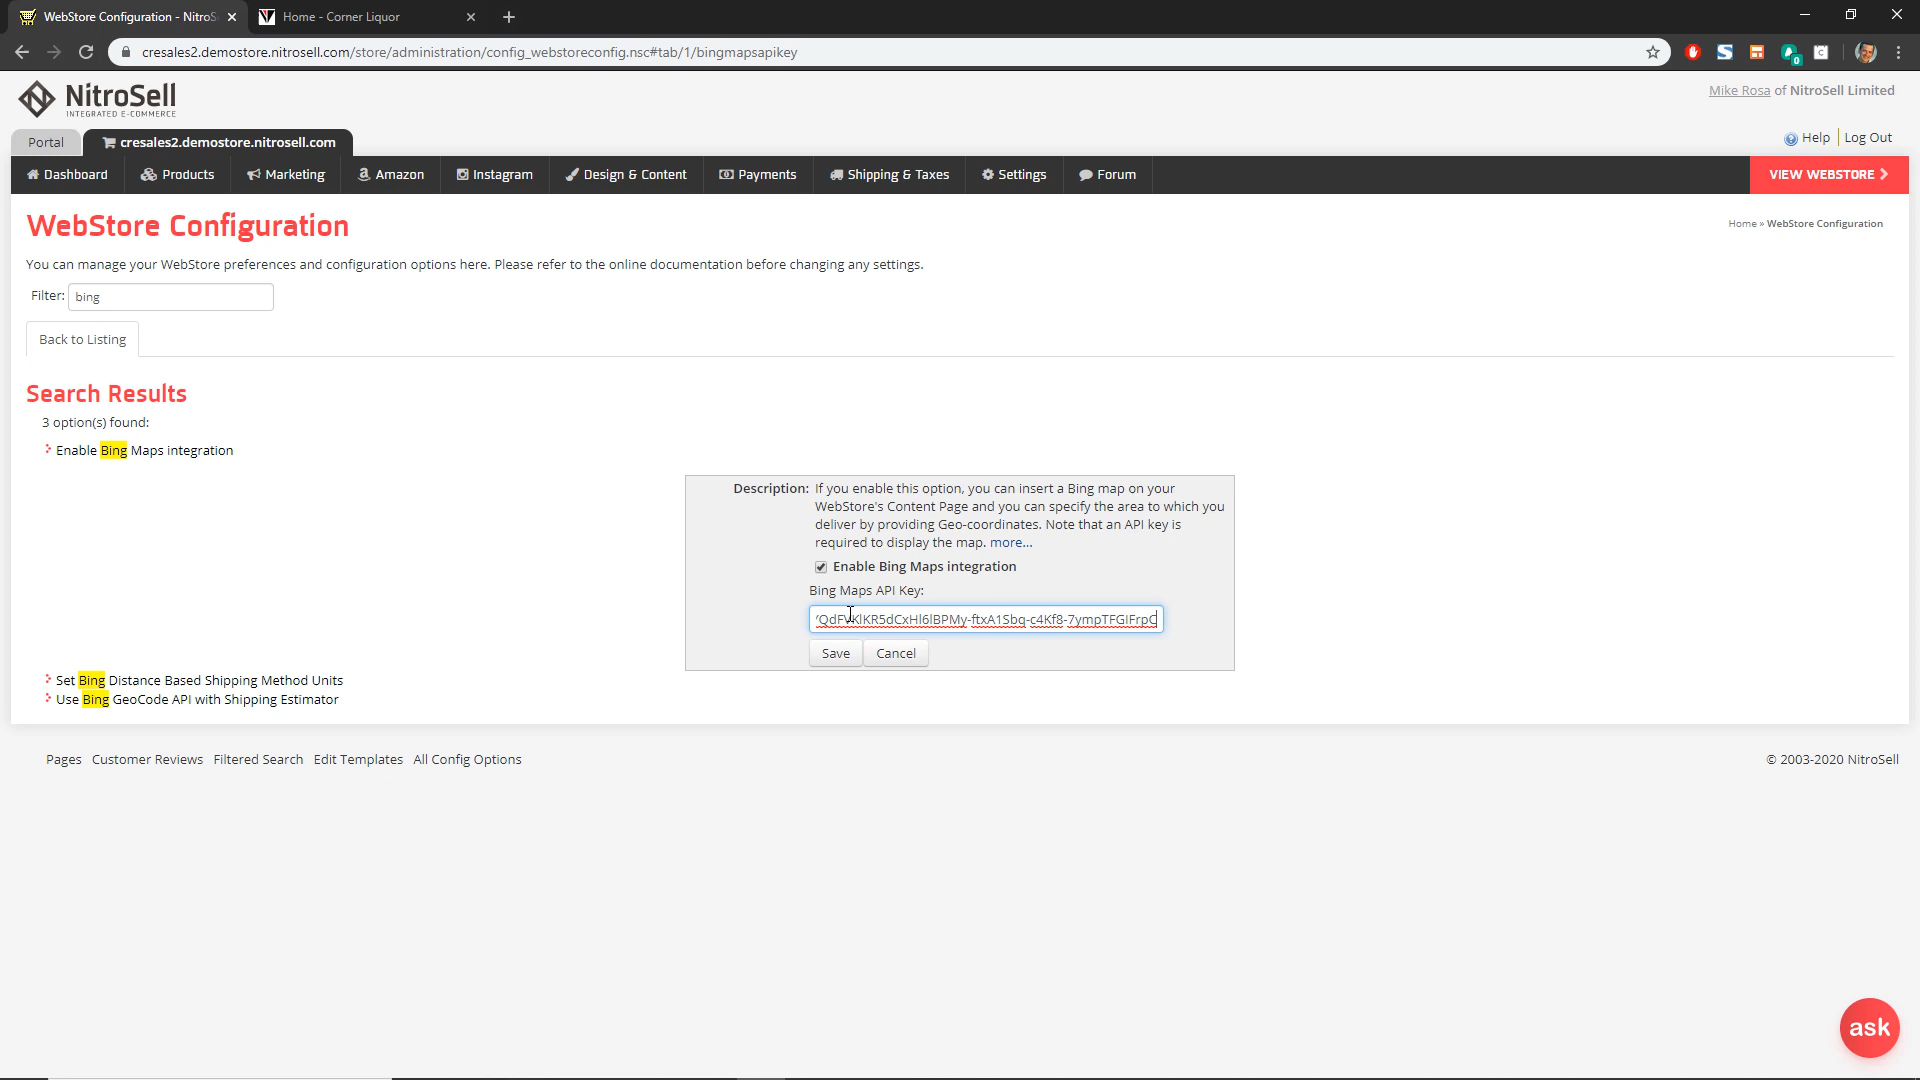 WebStore Configuration - NitroS
Home - Corner Liquor
cresales2.demostore.nitrosell.com/store/administration/config_webstoreconfig.nsc#tab/1/bingmapsapikey
0
C
NitroSell
INTEGRATED E-COMMERCE
Mike Rosa of NitroSell Limited
Help
Log Out
Portal
cresales2.demostore.nitrosell.com
Dashboard
Products
Marketing
Amazon
Instagram
Design & Content
Payments
Shipping & Taxes
Settings
Forum
VIEW WEBSTORE
WebStore Configuration
Home » WebStore Configuration
You can manage your WebStore preferences and configuration options here. Please refer to the online documentation before changing any settings.
Filter: bing
Back to Listing
Search Results
3 option(s) found:
Enable Bing Maps integration
Description: If you enable this option, you can insert a Bing map on your
WebStore's Content Page and you can specify the area to which you
deliver by providing Geo-coordinates. Note that an API key is
required to display the map. more...
Enable Bing Maps integration
Bing Maps API Key:
Save
Cancel
Set Bing Distance Based Shipping Method Units
Use Bing GeoCode API with Shipping Estimator
Pages Customer Reviews Filtered Search Edit Templates All Config Options
© 2003-2020 NitroSell
ask